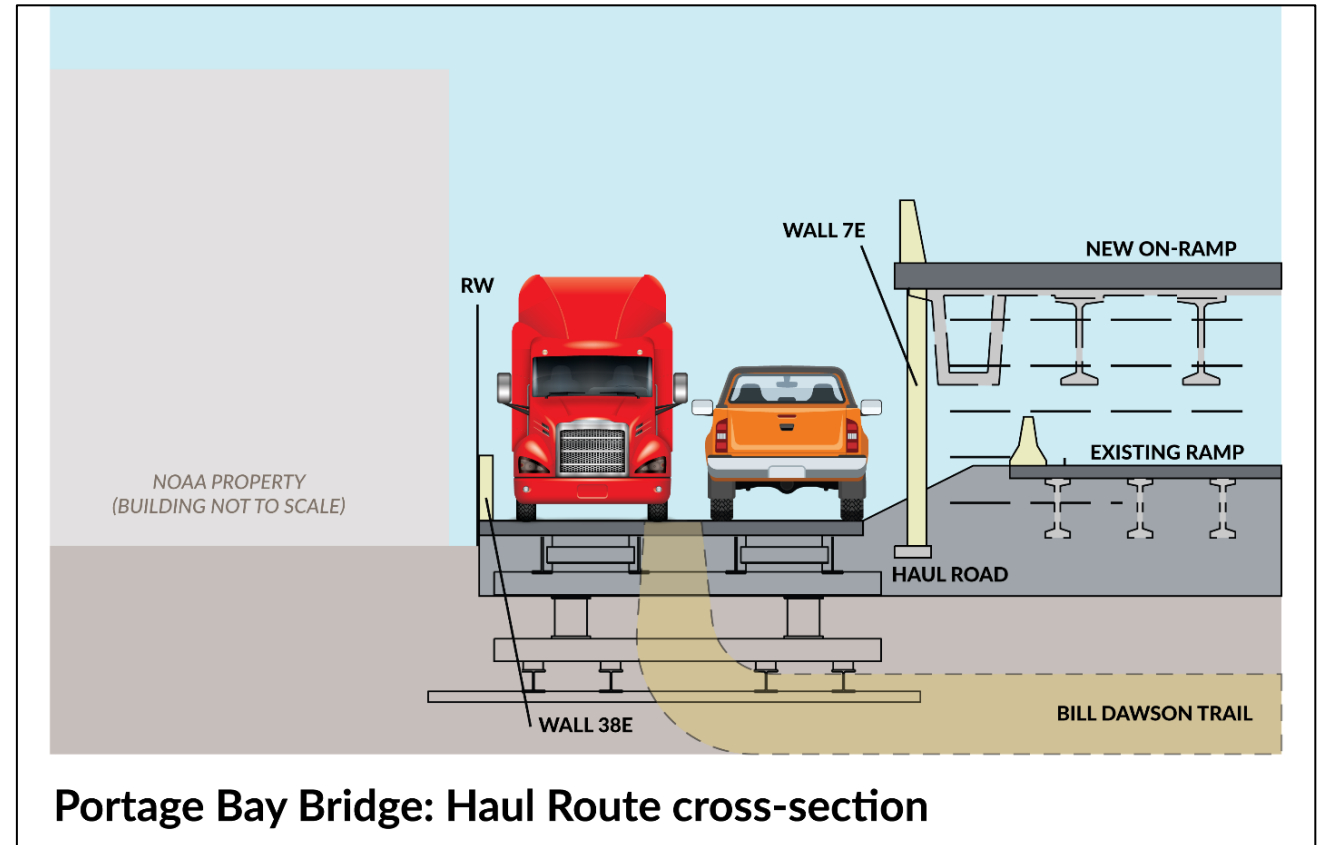 WALL 7E
NEW ON-RAMP
RW
EXISTING RAMP
NOAA PROPERTY
(BUILDING NOT TO SCALE)
HAUL ROAD
BILL DAWSON TRAIL
WALL 38E
Portage Bay Bridge: Haul Route cross-section